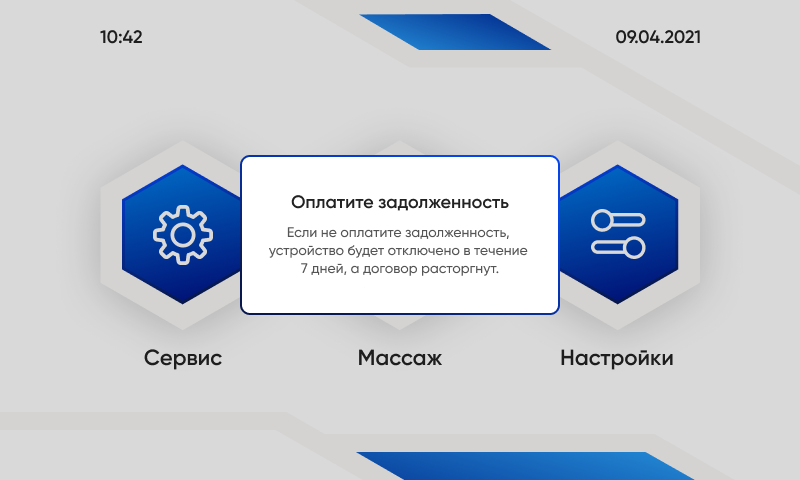 10:42
09.04.2021
Оплатите задолженность
Если не оплатите задолженность,
устройство будет отключено в течение
7 дней, а договор расторгнут.
Сервис
Массаж
Настройки